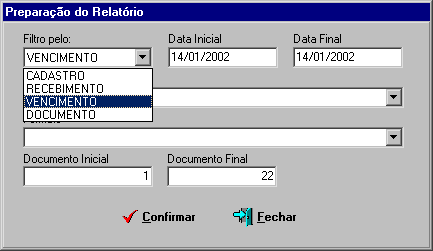 Preparação do Relatório
Filtro pelo:
Data Inicial
Data Final
VENCIMENTO
14/01/2002
14/01/2002
CADASTRO
RECEBIMENTO
VENCIMENTO
DOCUMENTO
Documento Inicial
Documento Final
1
22
Confirmar
Fechar